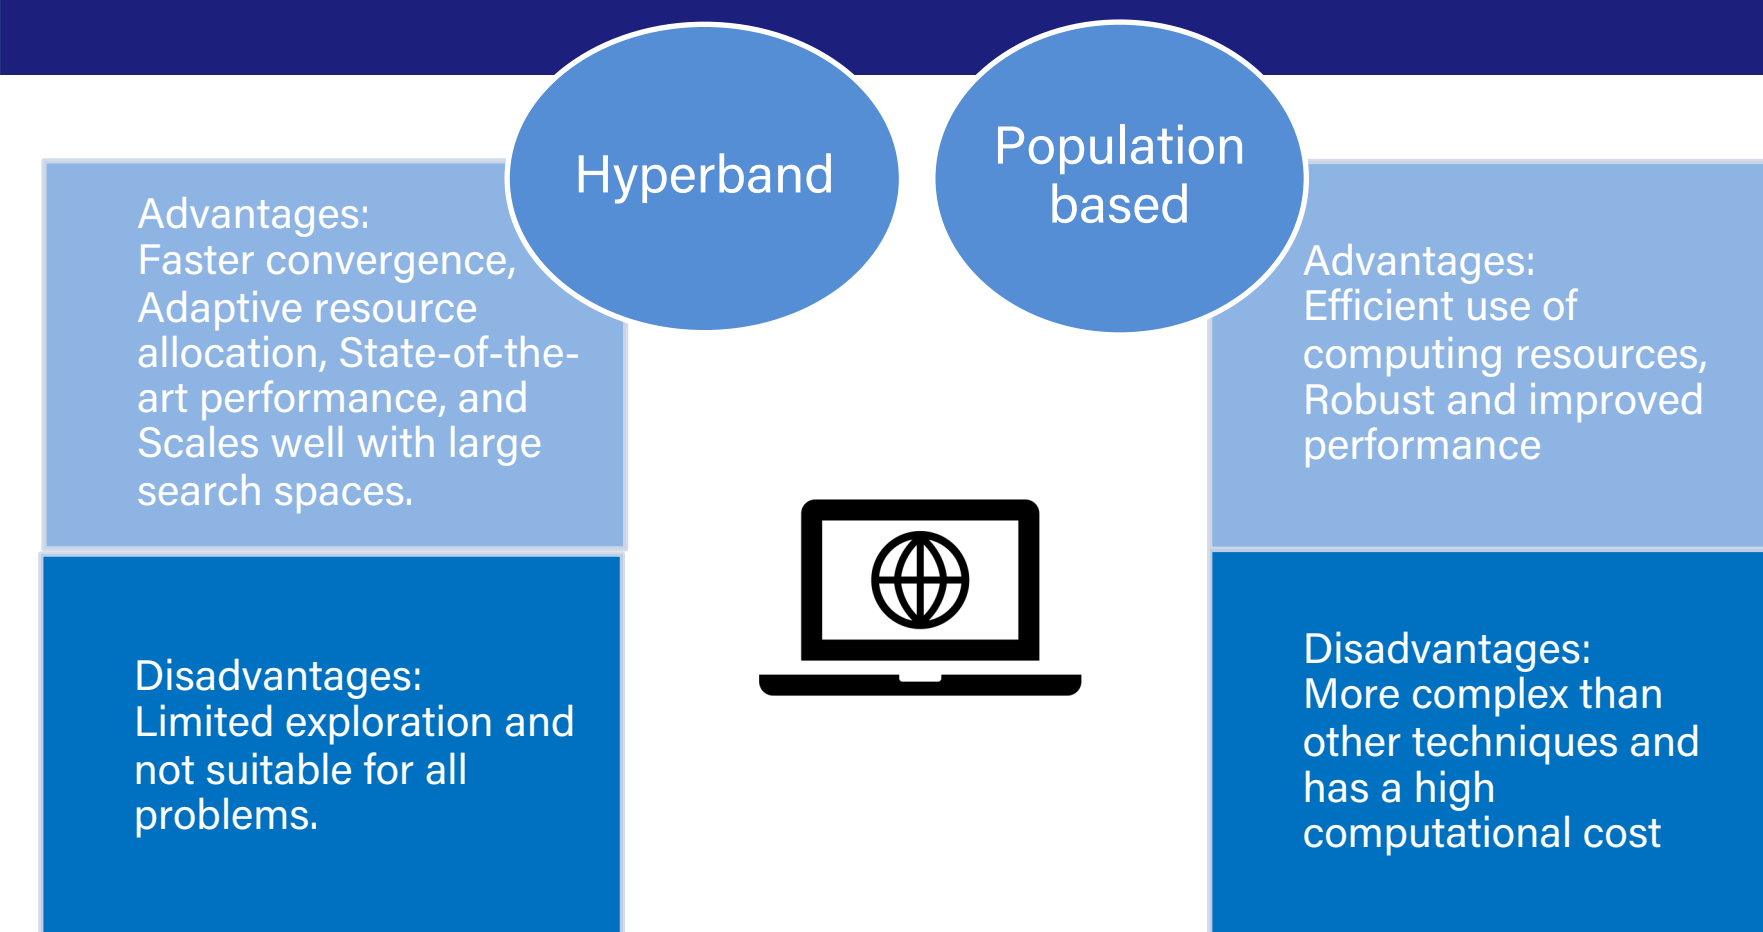 Hyperband
Advantages:
Faster convergence,
Adaptive resource
allocation, State-of-the-
art performance, and
Scales well with large
search spaces.
Disadvantages:
Limited exploration and
not suitable for all
problems.
Population
based
Advantages:
Efficient use of
computing resources,
Robust and improved
performance
Disadvantages:
More complex than
other techniques and
has a high
computational cost